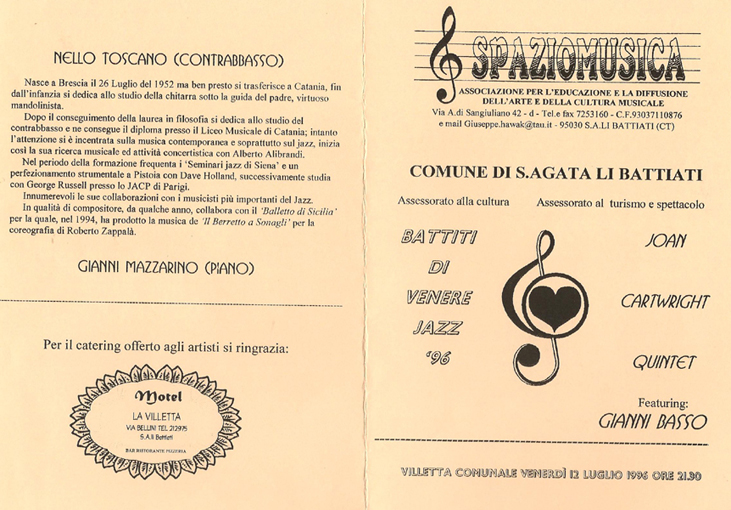 NELLO TOSCANO (CONTRABBASSO)
Nasce a Brescia il 26 Luglio del 1952 ma ben presto si trasferisce a Catania, fin
dall'infanzia si dedica allo studio della chitarra sotto la guida del padre, virtuoso
mandolinista.
Dopo il conseguimento della laurea in filosofia si dedica allo studio del
contrabbasso e ne consegue il diploma presso il Liceo Musicale di Catania; intanto
l'attenzione si è incentrata sulla musica contemporanea e soprattutto sul jazz, inizia
così la sua ricerca musicale ed attività concertistica con Alberto Alibrandi.
Nel periodo della formazione frequenta i 'Seminari jazz di Siena' e un
perfezionamento strumentale a Pistoia con Dave Holland, successivamente studia
con George Russell presso lo JACP di Parigi.
Innumerevoli le sue collaborazioni con i musicisti più importanti del Jazz.
In qualità di compositore, da qualche anno, collabora con il 'Balletto di Sicilia'
per la quale, nel 1994, ha prodotto la musica de 'Il Berretto a Sonagli' per la
coreografia di Roberto Zappalà.
GIANNI MAZZARINO (PIANO)
Per il catering offerto agli artisti si ringrazia:
Motel
LA VILLETTA
VIA BELLINI TEL 212975
S.A.li Battiati
BAR RISTORANTE PIZZERIA
SPAZIOMUSICA
ASSOCIAZIONE PER L'EDUCAZIONE E LA DIFFUSIONE
DELL'ARTE E DELLA CULTURA MUSICALE
Via A.di Sangiuliano 42 - d - Tel.e fax 7253160 - C.F.93037110876
e mail Giuseppe.hawak@tau.it - 95030 S.A.LI BATTIATI (CT)
COMUNE DI S.AGATA LI BATTIATI
Assessorato alla cultura Assessorato al turismo e spettacolo
BATTITI
DI
VENERE
JAZZ
'96
JOAN
CARTWRIGHT
QUINTET
Featuring:
GIANNI BASSO
VILLETTA COMUNALE VENERDÌ 12 LUGLIO 1996 ORE 21.30